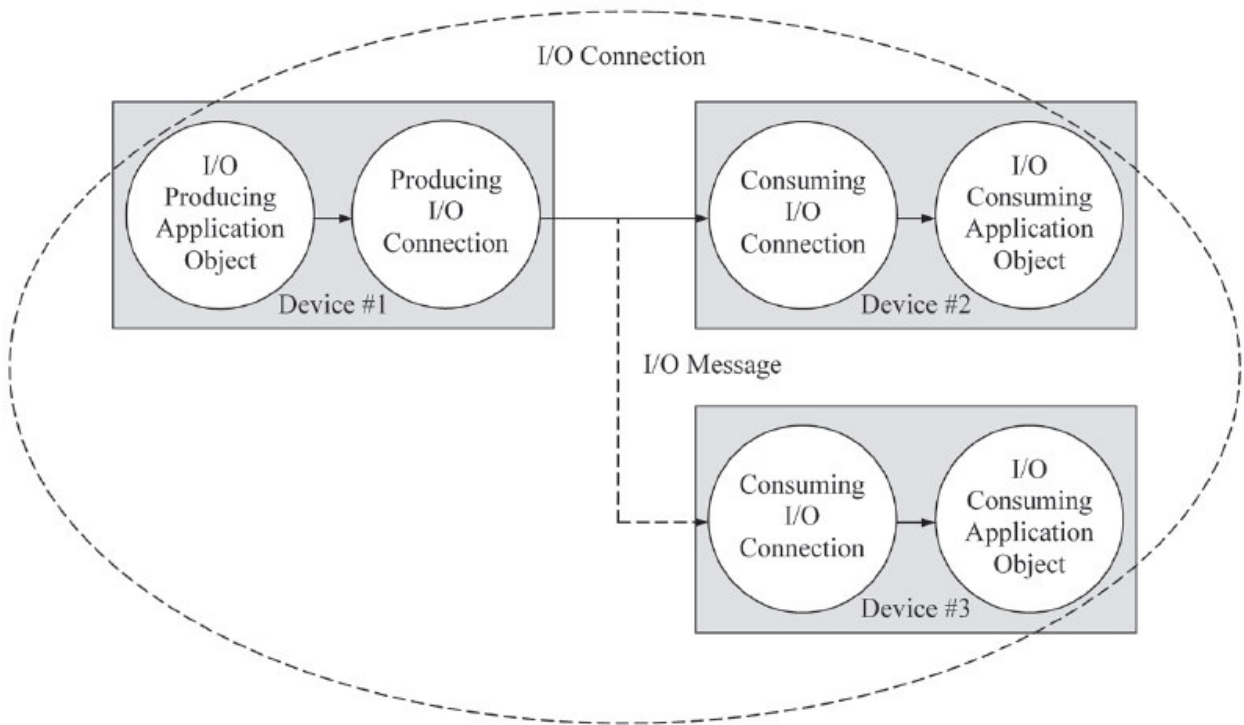 I/O Connection
I/O
Producing
Application
Object
Producing
I/O
Connection
Device #1
Consuming
I/O
Connection
I/O
Consuming
Application
Object
Device #2
I/O Message
Consuming
I/O
Connection
I/O
Consuming
Application
Object
Device #3